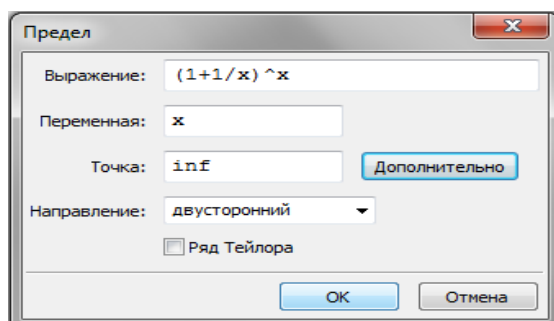 Предел
Выражение: (1+1/x)^x
Переменная: x
Точка: inf Дополнительно
Направление: двусторонний
Ряд Тейлора
OK Отмена